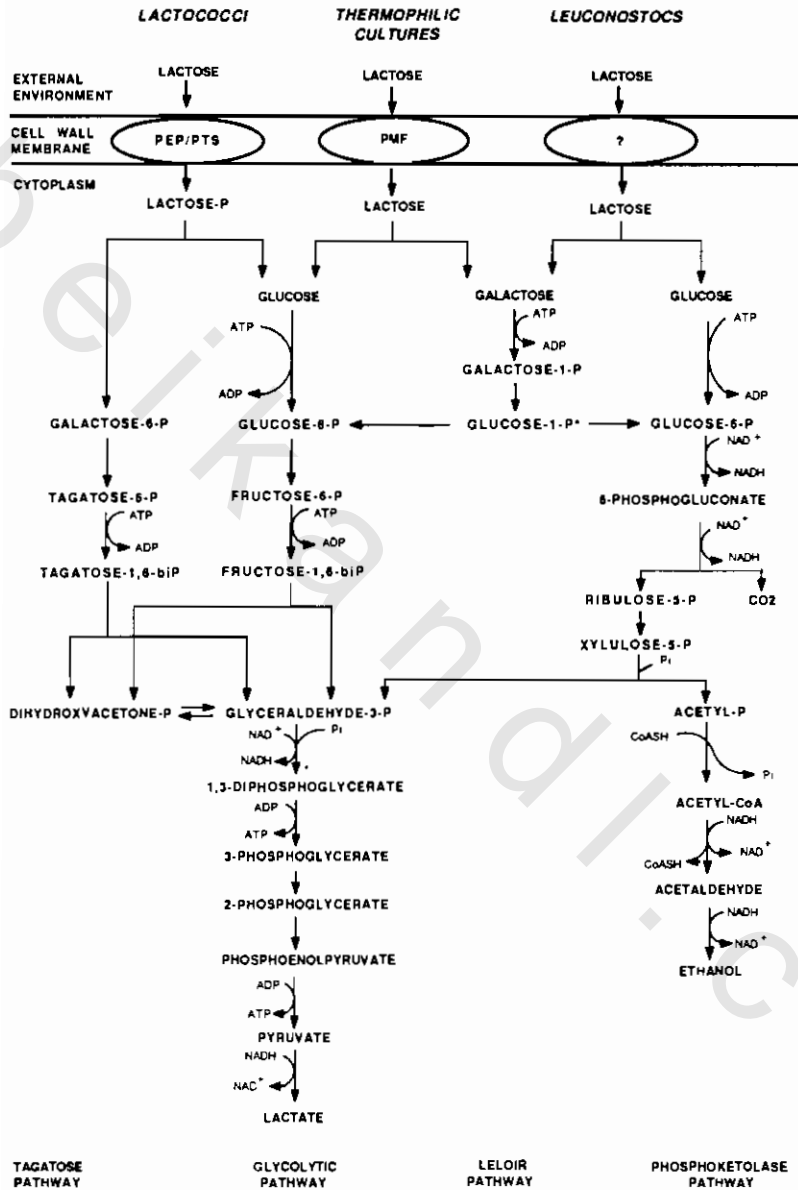 LACTOCOCCI
THERMOPHILIC
CULTURES
LEUCONOSTOCS
EXTERNAL
ENVIRONMENT
LACTOSE
LACTOSE
LACTOSE
CELL WALL
MEMBRANE
PEP/PTS
PMF
?
CYTOPLASM
LACTOSE-P
LACTOSE
LACTOSE
GLUCOSE
GALACTOSE
GLUCOSE
ATP
ADP
ATP
ADP
ATP
ADP
GALACTOSE-1-P
GALACTOSE-6-P
GLUCOSE-6-P
GLUCOSE-1-P*
GLUCOSE-6-P
NAD+
NADH
TAGATOSE-6-P
FRUCTOSE-6-P
6-PHOSPHOGLUCONATE
ATP
ADP
ATP
ADP
NAD+
NADH
TAGATOSE-1,6-biP
FRUCTOSE-1,6-biP
RIBULOSE-5-P
CO2
XYLULOSE-5-P
Pi
DIHYDROXVACETONE-P
GLYCERALDEHYDE-3-P
ACETYL-P
NAD+
Pi
NADH
CoASH
Pi
1,3-DIPHOSPHOGLYCERATE
ACETYL-CoA
ADP
ATP
NADH
NAD+
CoASH
3-PHOSPHOGLYCERATE
ACETALDEHYDE
2-PHOSPHOGLYCERATE
NADH
NAD+
PHOSPHOENOLPYRUVATE
ETHANOL
ADP
ATP
PYRUVATE
NADH
NAC+
LACTATE
TAGATOSE
PATHWAY
GLYCOLYTIC
PATHWAY
LELOIR
PATHWAY
PHOSPHOKETOLASE
PATHWAY
beikandl.c